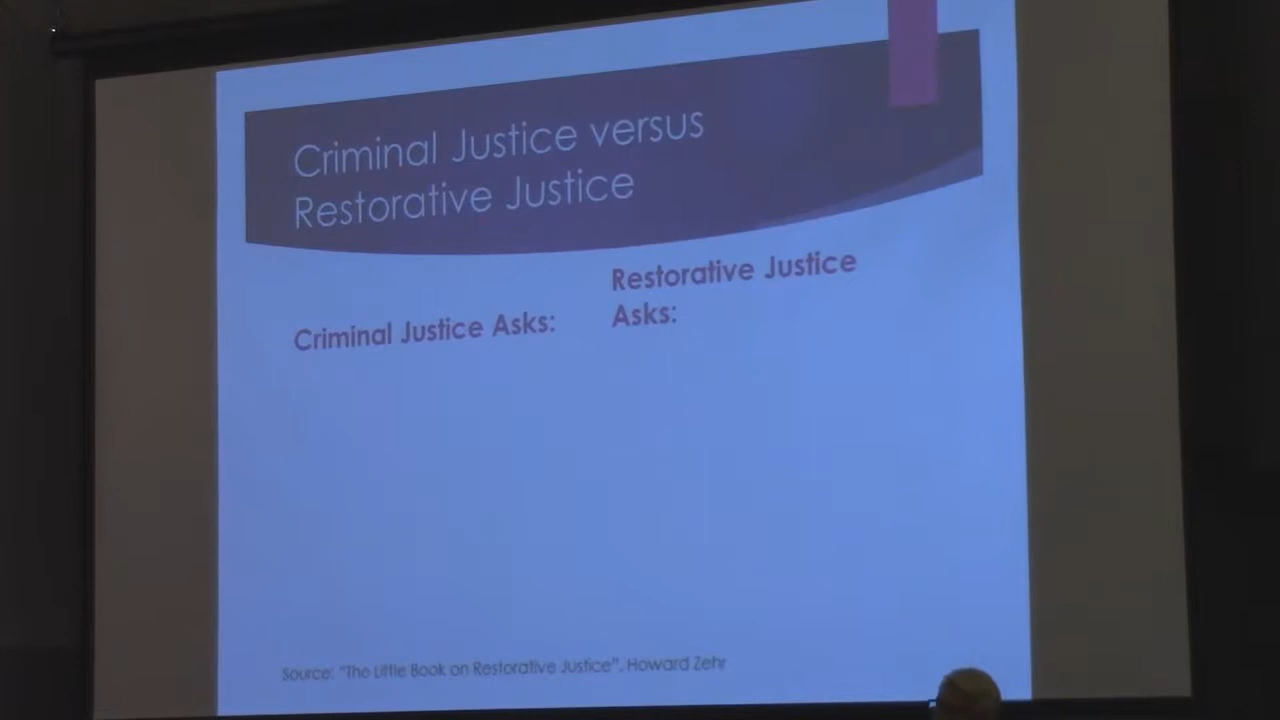 Criminal Justice versus
Restorative Justice
Criminal Justice Asks:
Restorative Justice
Asks:
Source: "The Little Book on Restorative Justice". Howard Zehr